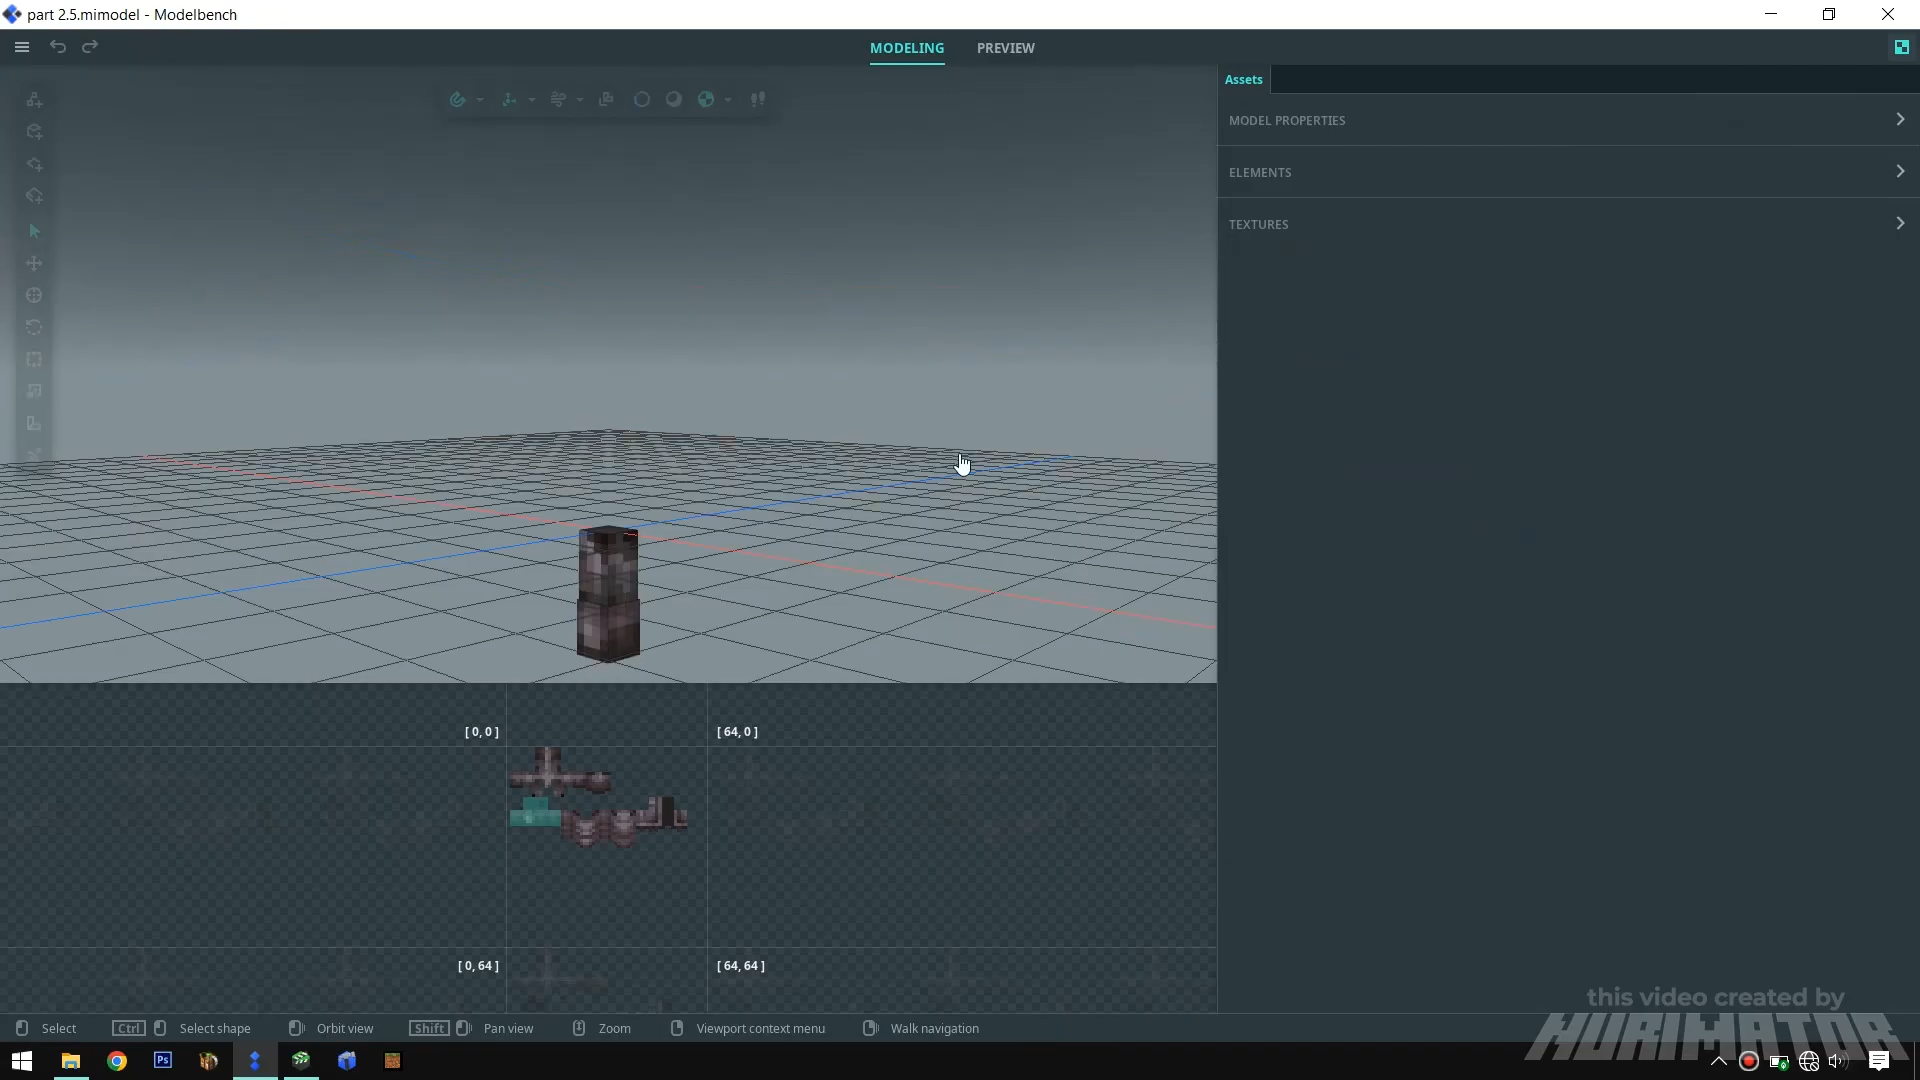 part 2.5.mimodel - Modelbench
MODELING PREVIEW
Assets
MODEL PROPERTIES
ELEMENTS
TEXTURES
[ 0, 0 ] [ 64, 0 ]
[ 0, 64 ] [ 64, 64 ]
Select Ctrl Select shape Orbit view Shift Pan view Zoom Viewport context menu Walk navigation
this video created by
HURIMATOR
Ps